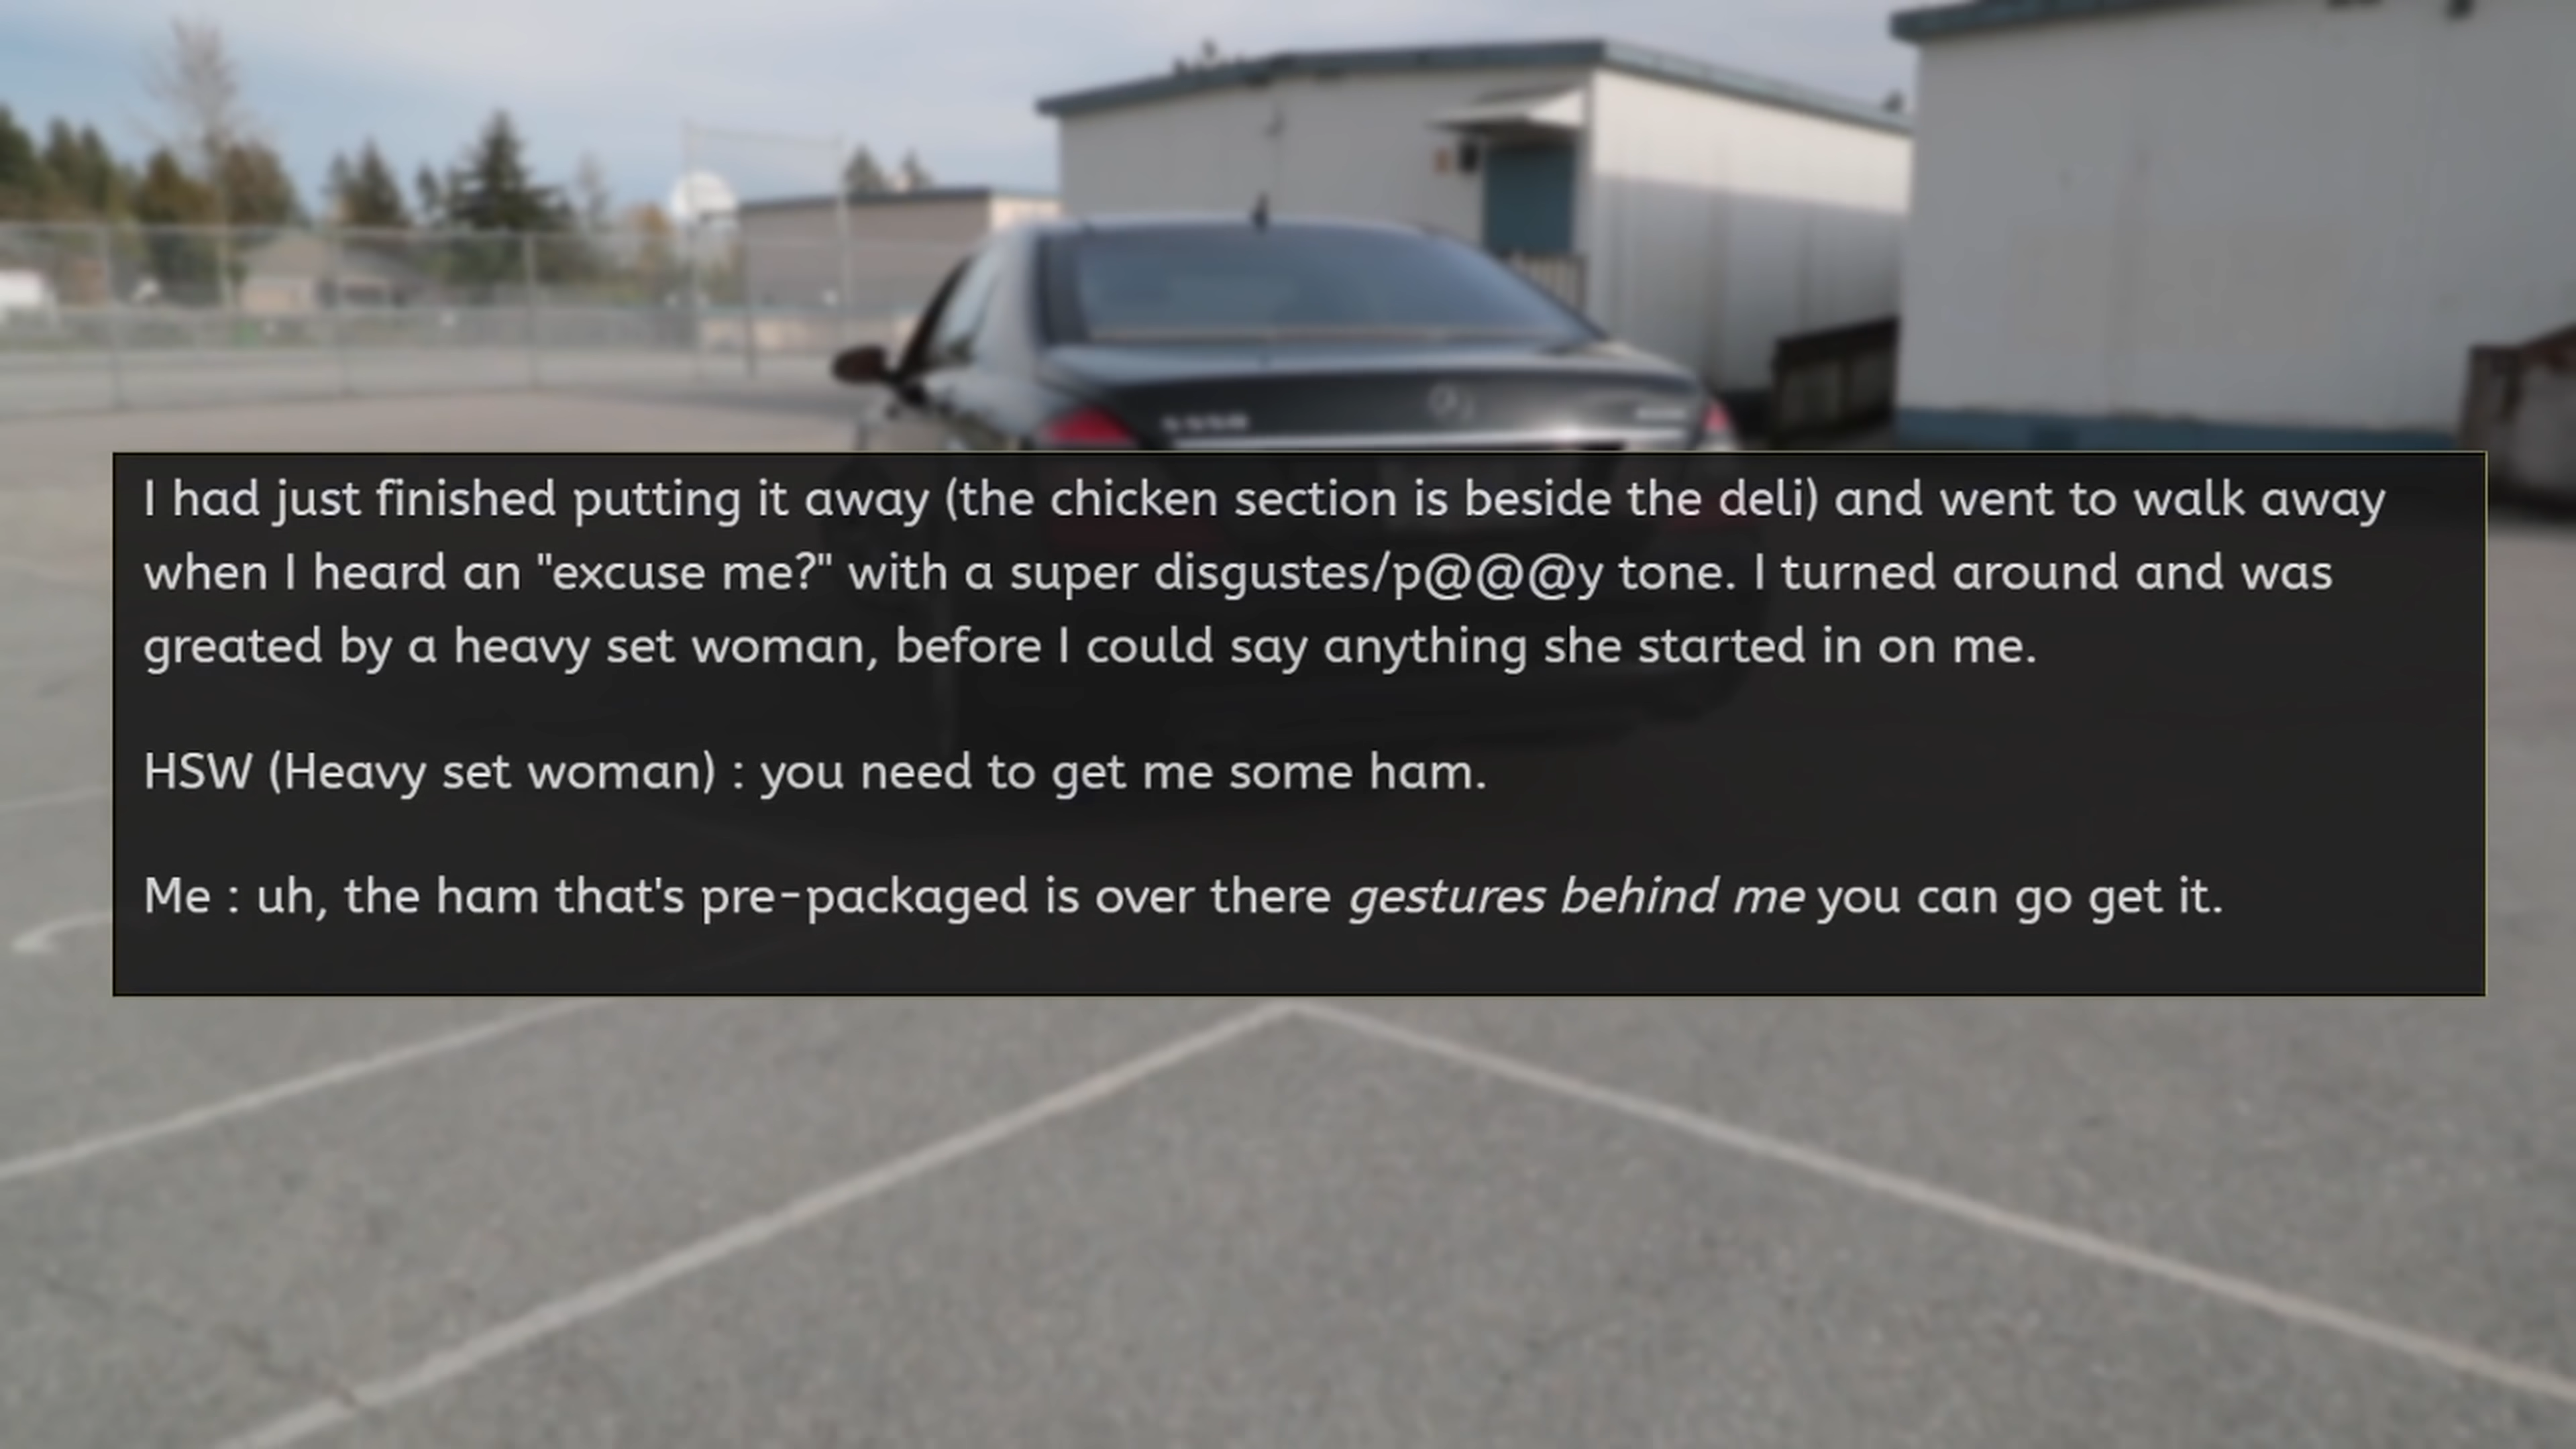 I had just finished putting it away (the chicken section is beside the deli) and went to walk away
when I heard an "excuse me?" with a super disgustes/p@@@y tone. I turned around and was
greated by a heavy set woman, before I could say anything she started in on me.
HSW (Heavy set woman) : you need to get me some ham.
Me : uh, the ham that's pre-packaged is over there gestures behind me you can go get it.